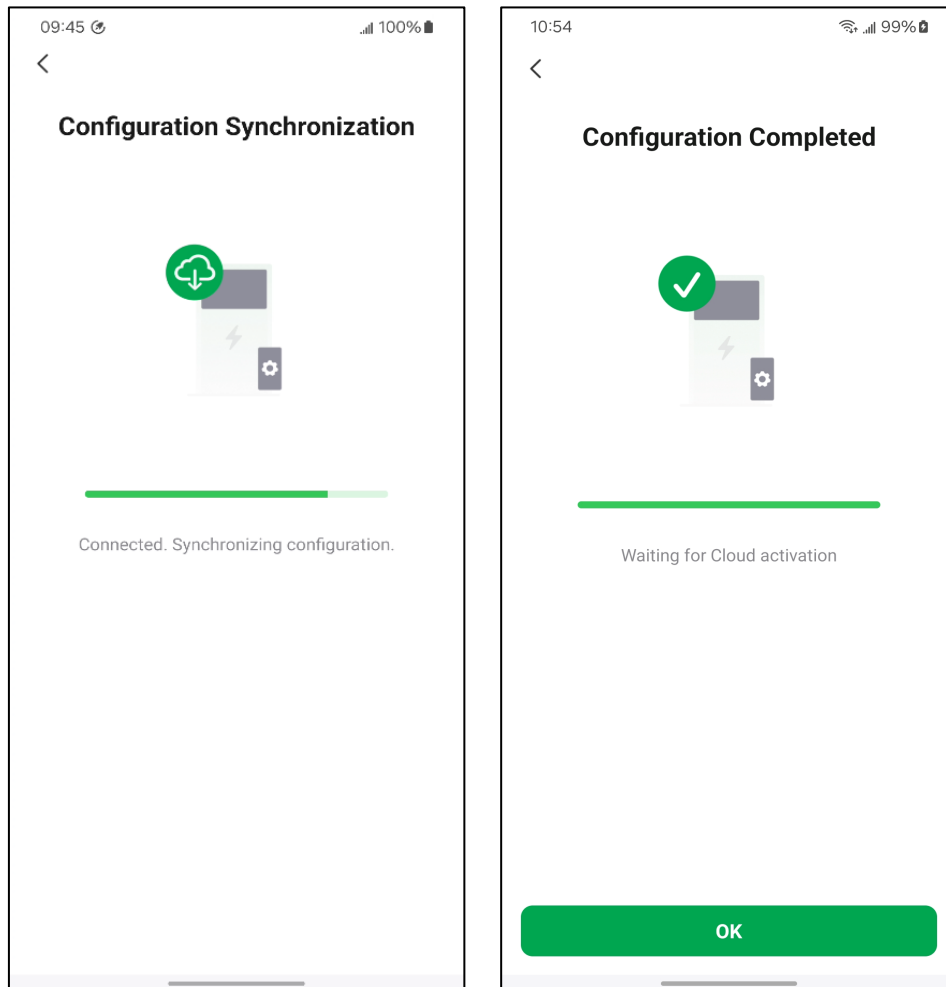 09:45
100%
Configuration Synchronization
Connected. Synchronizing configuration.
10:54
99%
Configuration Completed
Waiting for Cloud activation
OK